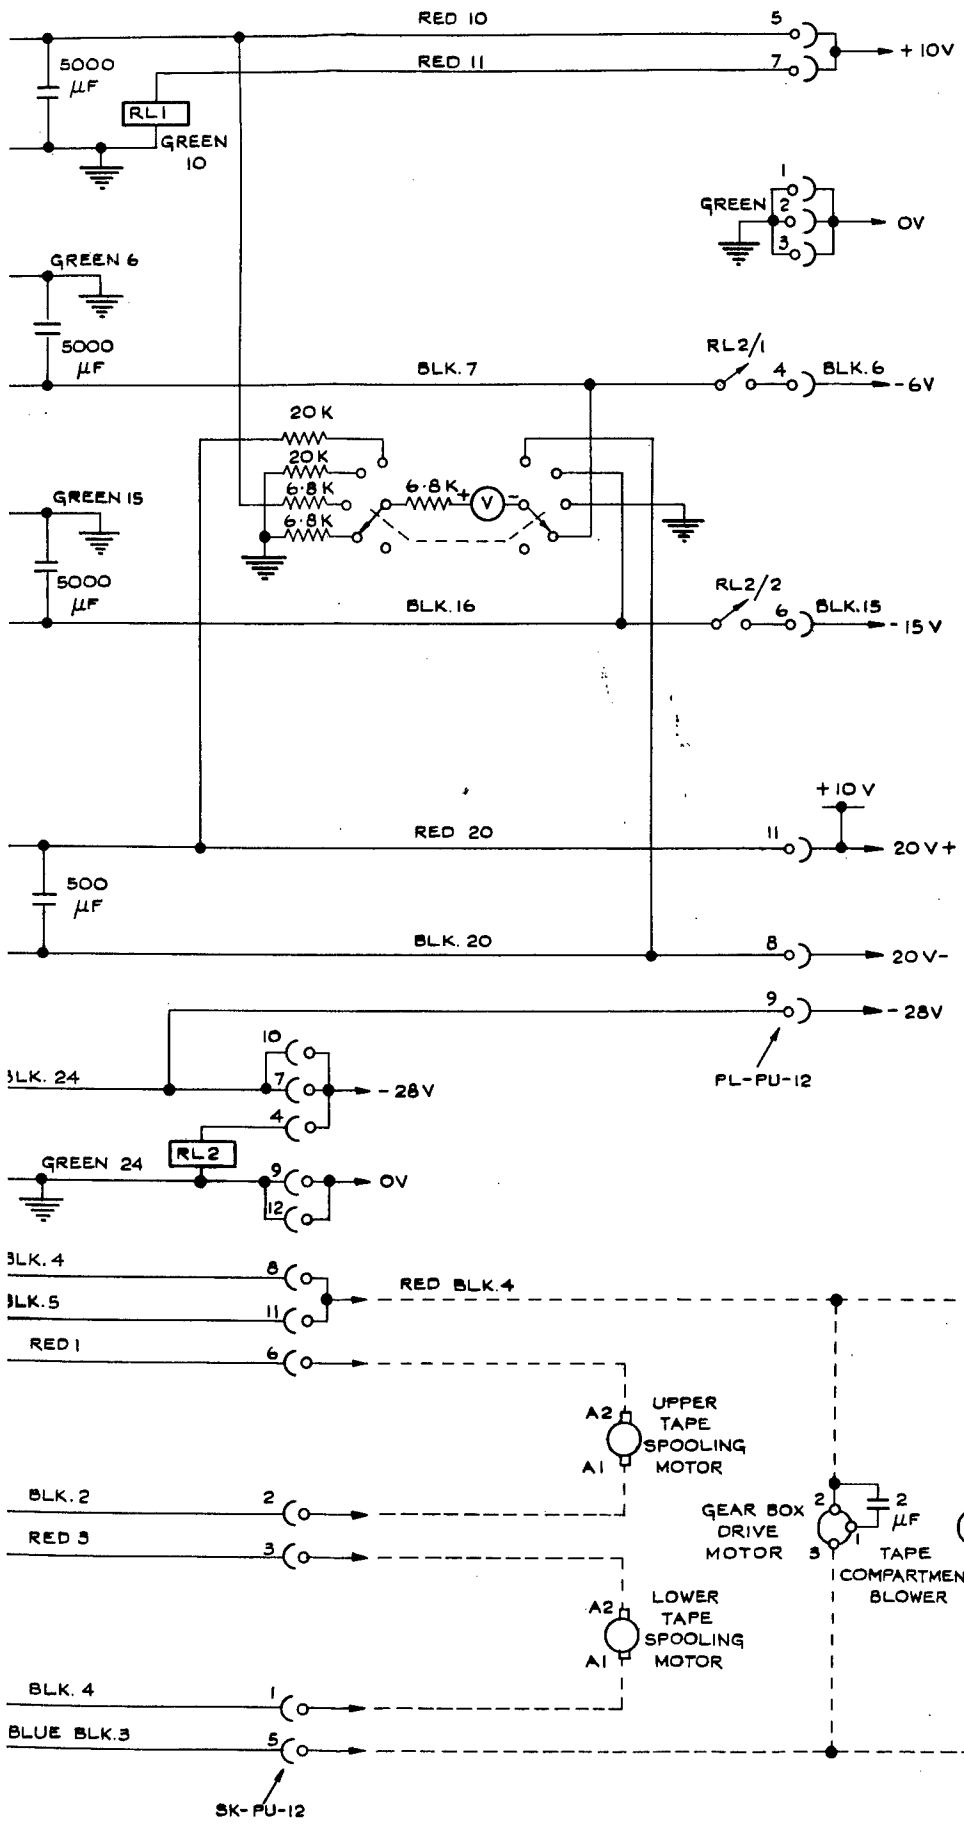 RED 10
5
5000
μF
+10V
RED 11
7
RL1
GREEN
10
1
GREEN
2
0V
3
GREEN 6
5000
μF
RL2/1
BLK.7
4
BLK.6
-6V
20K
20K
6.8K
6.8K
+
V
-
6.8K
GREEN 15
5000
μF
RL2/2
BLK.16
6
BLK.15
-15V
+10V
RED 20
11
20V+
500
μF
BLK.20
8
20V-
9
-28V
10
BLK. 24
7
-28V
PL-PU-12
4
RL2
GREEN 24
9
0V
12
BLK.4
8
RED BLK.4
BLK.5
11
RED 1
6
A2
UPPER
TAPE
SPOOLING
MOTOR
A1
BLK.2
2
GEAR BOX
DRIVE
MOTOR
2
2
μF
1
3
RED 3
3
TAPE
COMPARTMEN
BLOWER
A2
LOWER
TAPE
SPOOLING
MOTOR
A1
BLK. 4
1
BLUE BLK.3
5
SK-PU-12